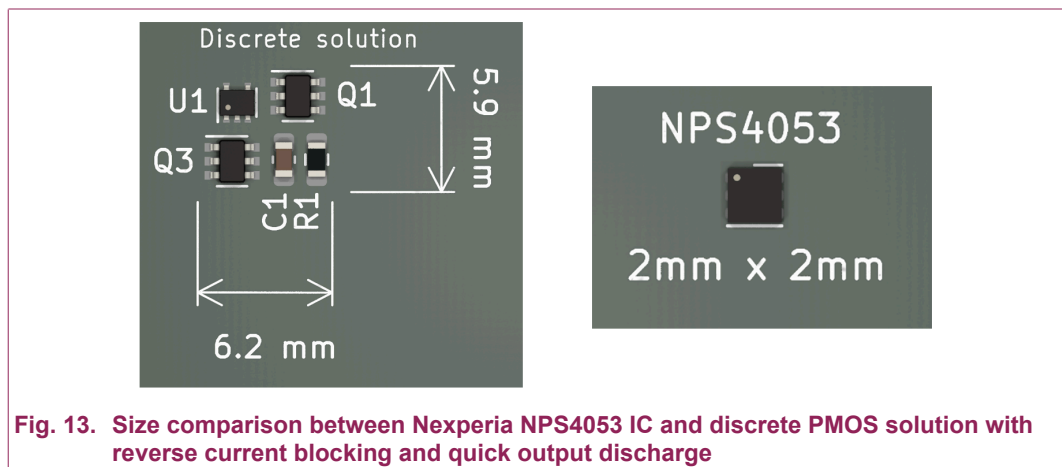 Discrete solution
U1
Q1
5.9 mm
Q3
C1
R1
6.2 mm
NPS4053
2mm x 2mm
Fig. 13. Size comparison between Nexperia NPS4053 IC and discrete PMOS solution with
reverse current blocking and quick output discharge